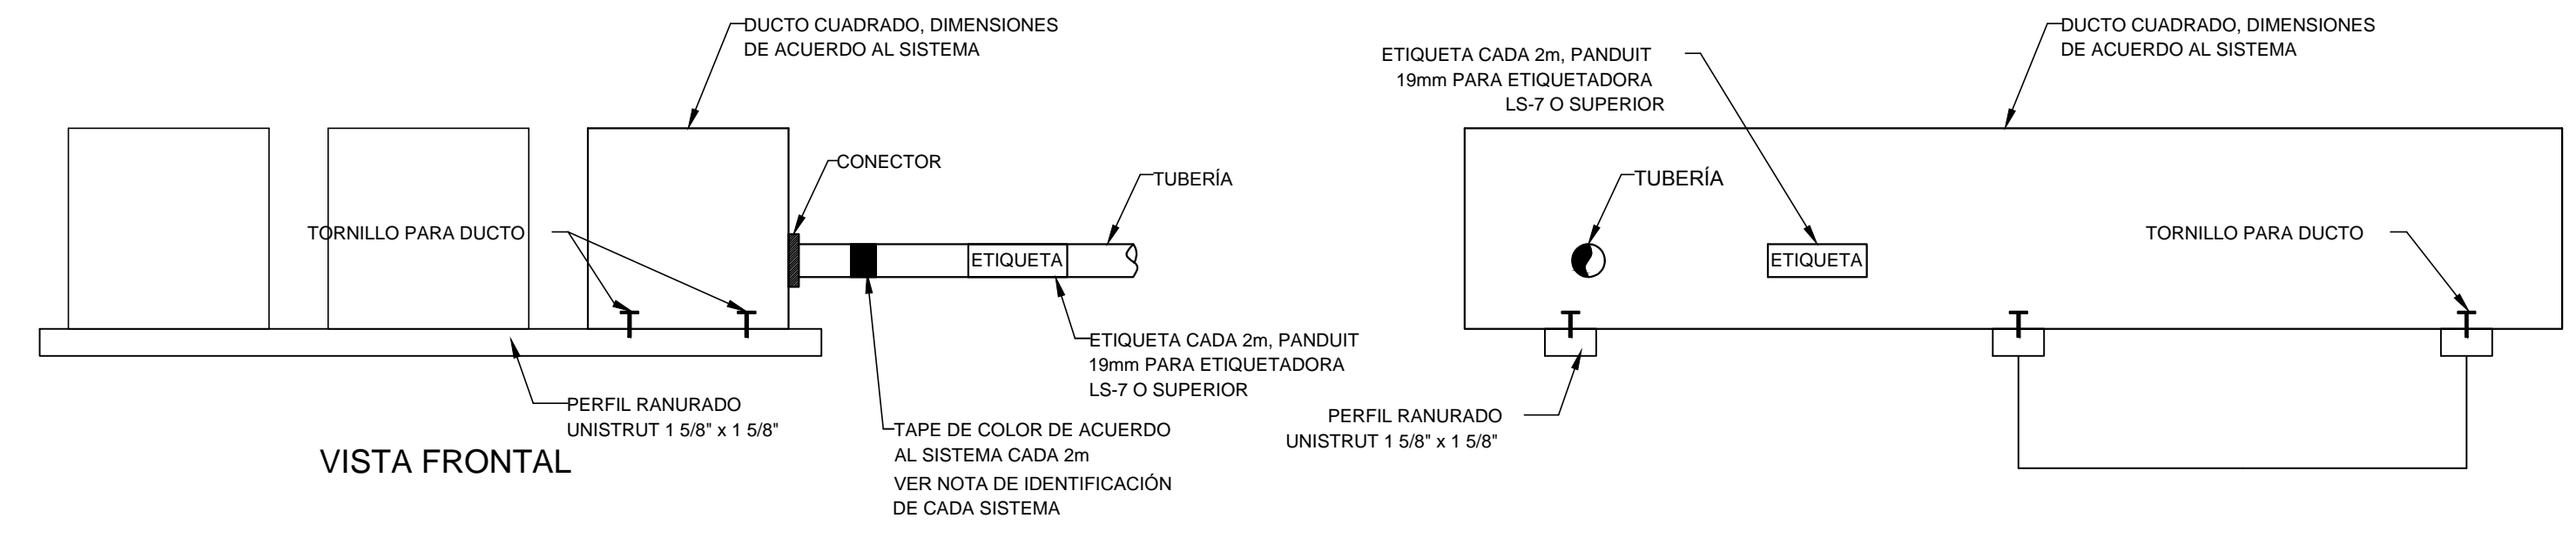 DUCTO CUADRADO, DIMENSIONES
DE ACUERDO AL SISTEMA
CONECTOR
TUBERÍA
TORNILLO PARA DUCTO
ETIQUETA
ETIQUETA CADA 2m, PANDUIT
19mm PARA ETIQUETADORA
LS-7 O SUPERIOR
PERFIL RANURADO
UNISTRUT 1 5/8" x 1 5/8"
TAPE DE COLOR DE ACUERDO
AL SISTEMA CADA 2m
VER NOTA DE IDENTIFICACIÓN
DE CADA SISTEMA
VISTA FRONTAL
DUCTO CUADRADO, DIMENSIONES
DE ACUERDO AL SISTEMA
ETIQUETA CADA 2m, PANDUIT
19mm PARA ETIQUETADORA
LS-7 O SUPERIOR
TUBERÍA
TORNILLO PARA DUCTO
ETIQUETA
PERFIL RANURADO
UNISTRUT 1 5/8" x 1 5/8"